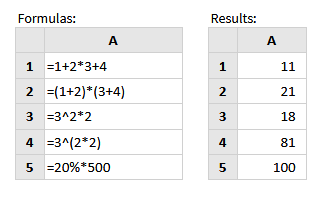 Formulas: Results:
A A
1 =1+2*3+4 1 11
2 =(1+2)*(3+4) 2 21
3 =3^2*2 3 18
4 =3^(2*2) 4 81
5 =20%*500 5 100